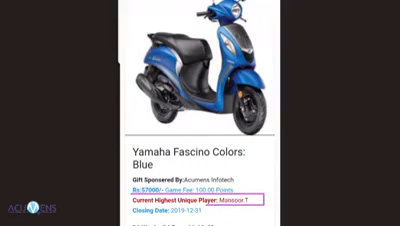 Yamaha Fascino Colors:
Blue
Gift Sponsered By:Acumens Infotech
Rs:57000/- Game Fee: 100.00 Points
Current Highest Unique Player: Mansoor.T
Closing Date: 2019-12-31
ACUMENS